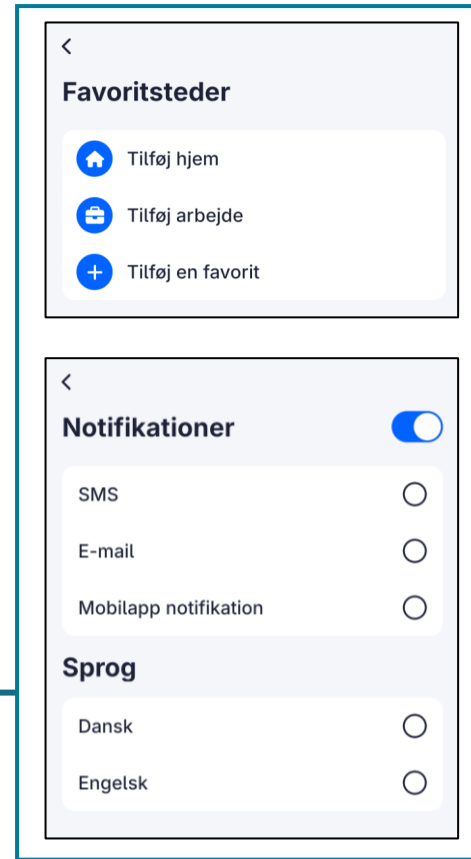 Favoritsteder
Tilføj hjem
Tilføj arbejde
Tilføj en favorit
Notifikationer
SMS
E-mail
Mobilapp notifikation
Sprog
Dansk
Engelsk